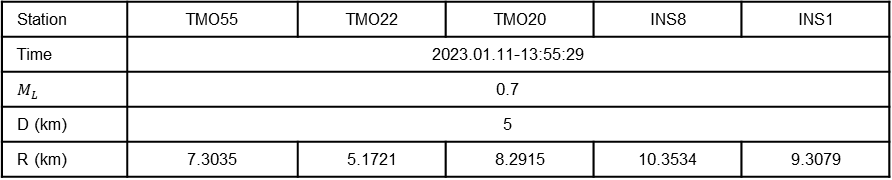 Station TMO55 TMO22 TMO20 INS8 INS1
Time 2023.01.11-13:55:29
M_L 0.7
D (km) 5
R (km) 7.3035 5.1721 8.2915 10.3534 9.3079